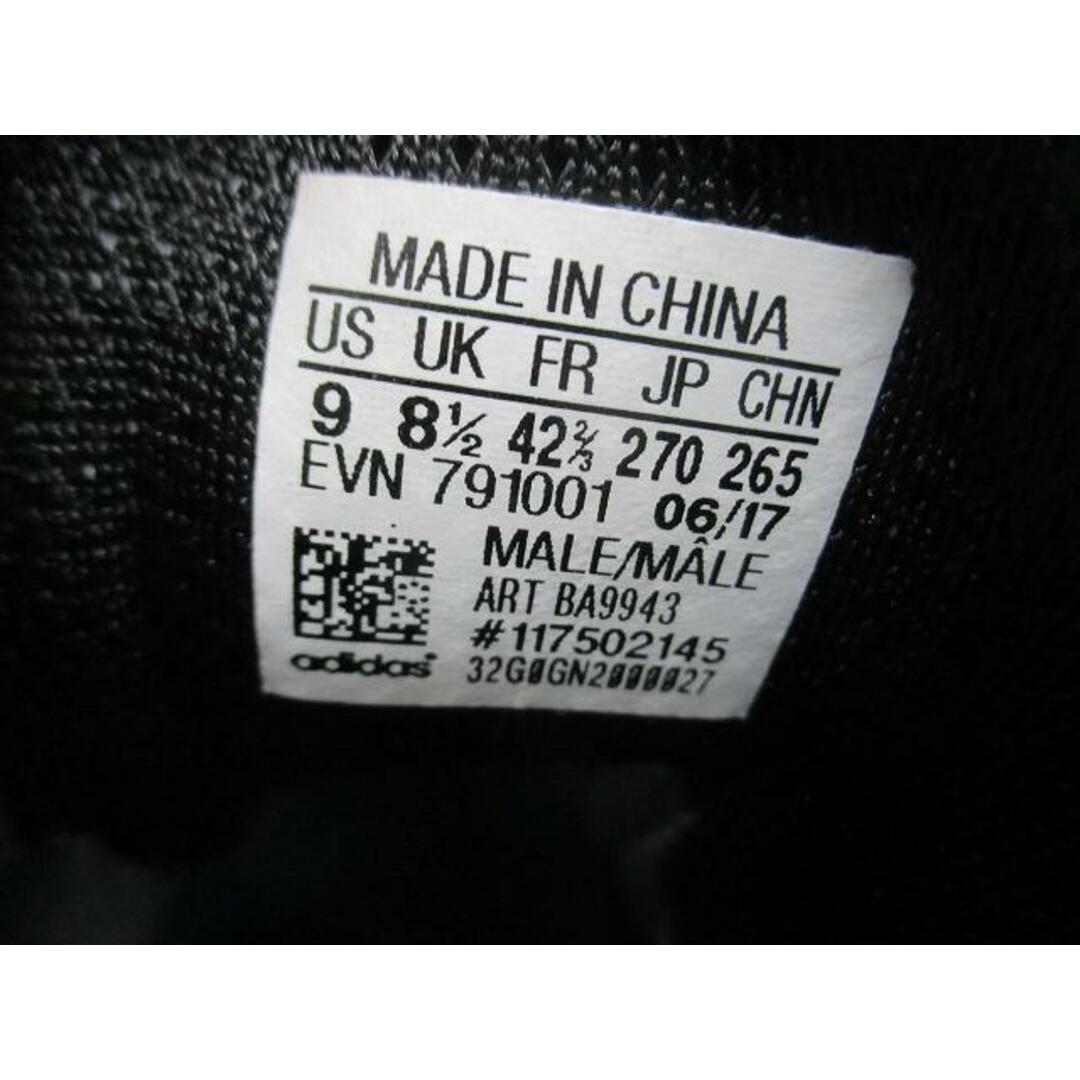 MADE IN CHINA
US UK FR JP CHN
9 8½ 42⅔ 270 265
EVN 791001 06/17
MALE/MÂLE
ART BA9943
#117502145
adidas
32G0GN2000027